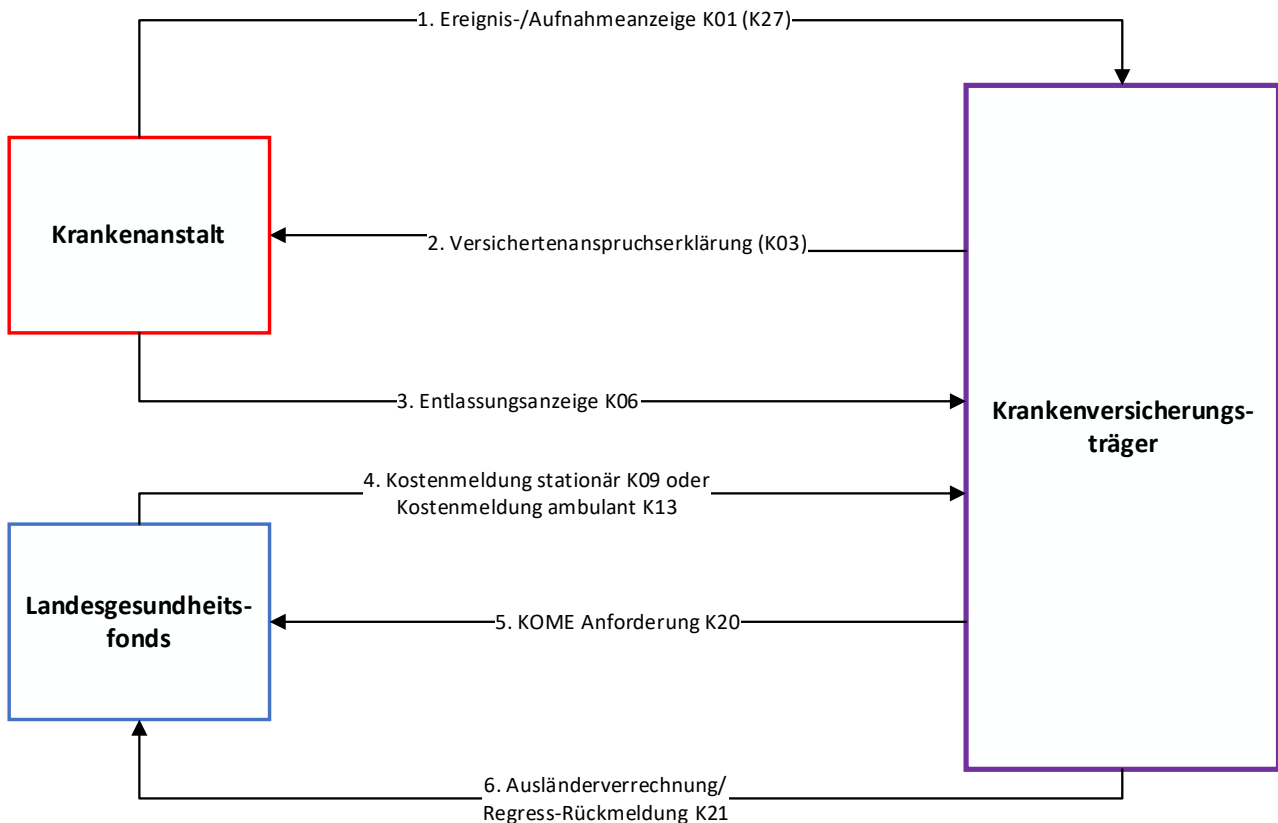 1. Ereignis-/Aufnahmeanzeige K01 (K27)
Krankenanstalt
2. Versichertenanspruchserklärung (K03)
3. Entlassungsanzeige K06
Krankenversicherungs-
träger
4. Kostenmeldung stationär K09 oder
Kostenmeldung ambulant K13
Landesgesundheits-
fonds
5. KOME Anforderung K20
6. Ausländerverrechnung/
Regress-Rückmeldung K21